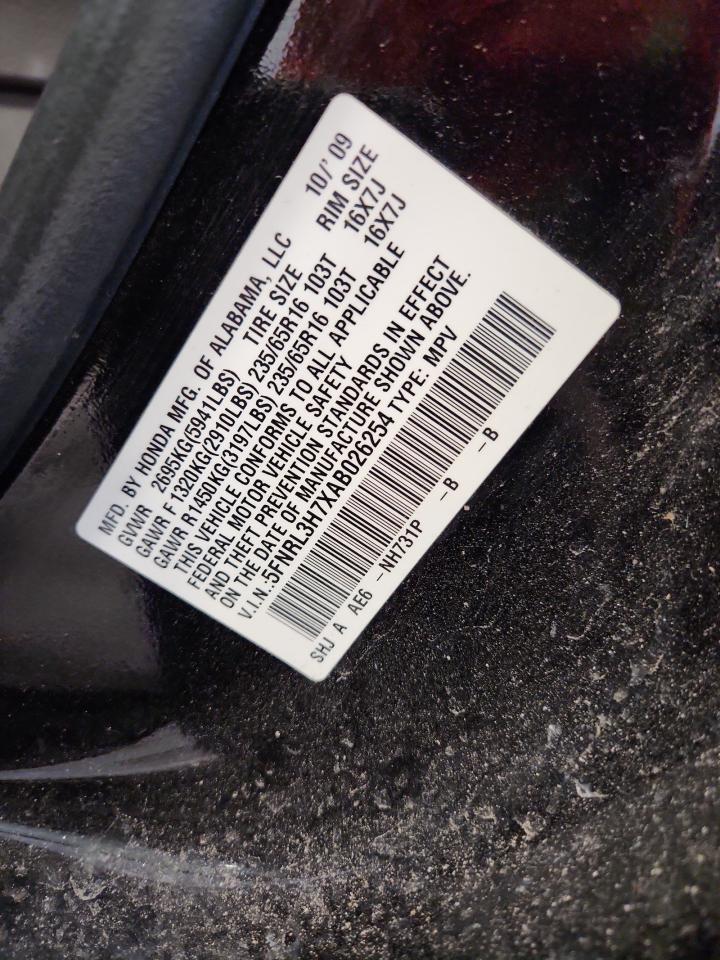 MFD. BY HONDA MFG. OF ALABAMA, LLC 10/' 09
GVWR 2695KG(5941LBS) TIRE SIZE RIM SIZE
GAWR F 1320KG(2910LBS) 235/65R16 103T 16X7J
GAWR R 1450KG(3197LBS) 235/65R16 103T 16X7J
THIS VEHICLE CONFORMS TO ALL APPLICABLE
FEDERAL MOTOR VEHICLE SAFETY
AND THEFT PREVENTION STANDARDS IN EFFECT
ON THE DATE OF MANUFACTURE SHOWN ABOVE.
V.I.N.:5FNRL3H7XAB026254 TYPE: MPV
SHJ A AE6 -NH731P -B -B